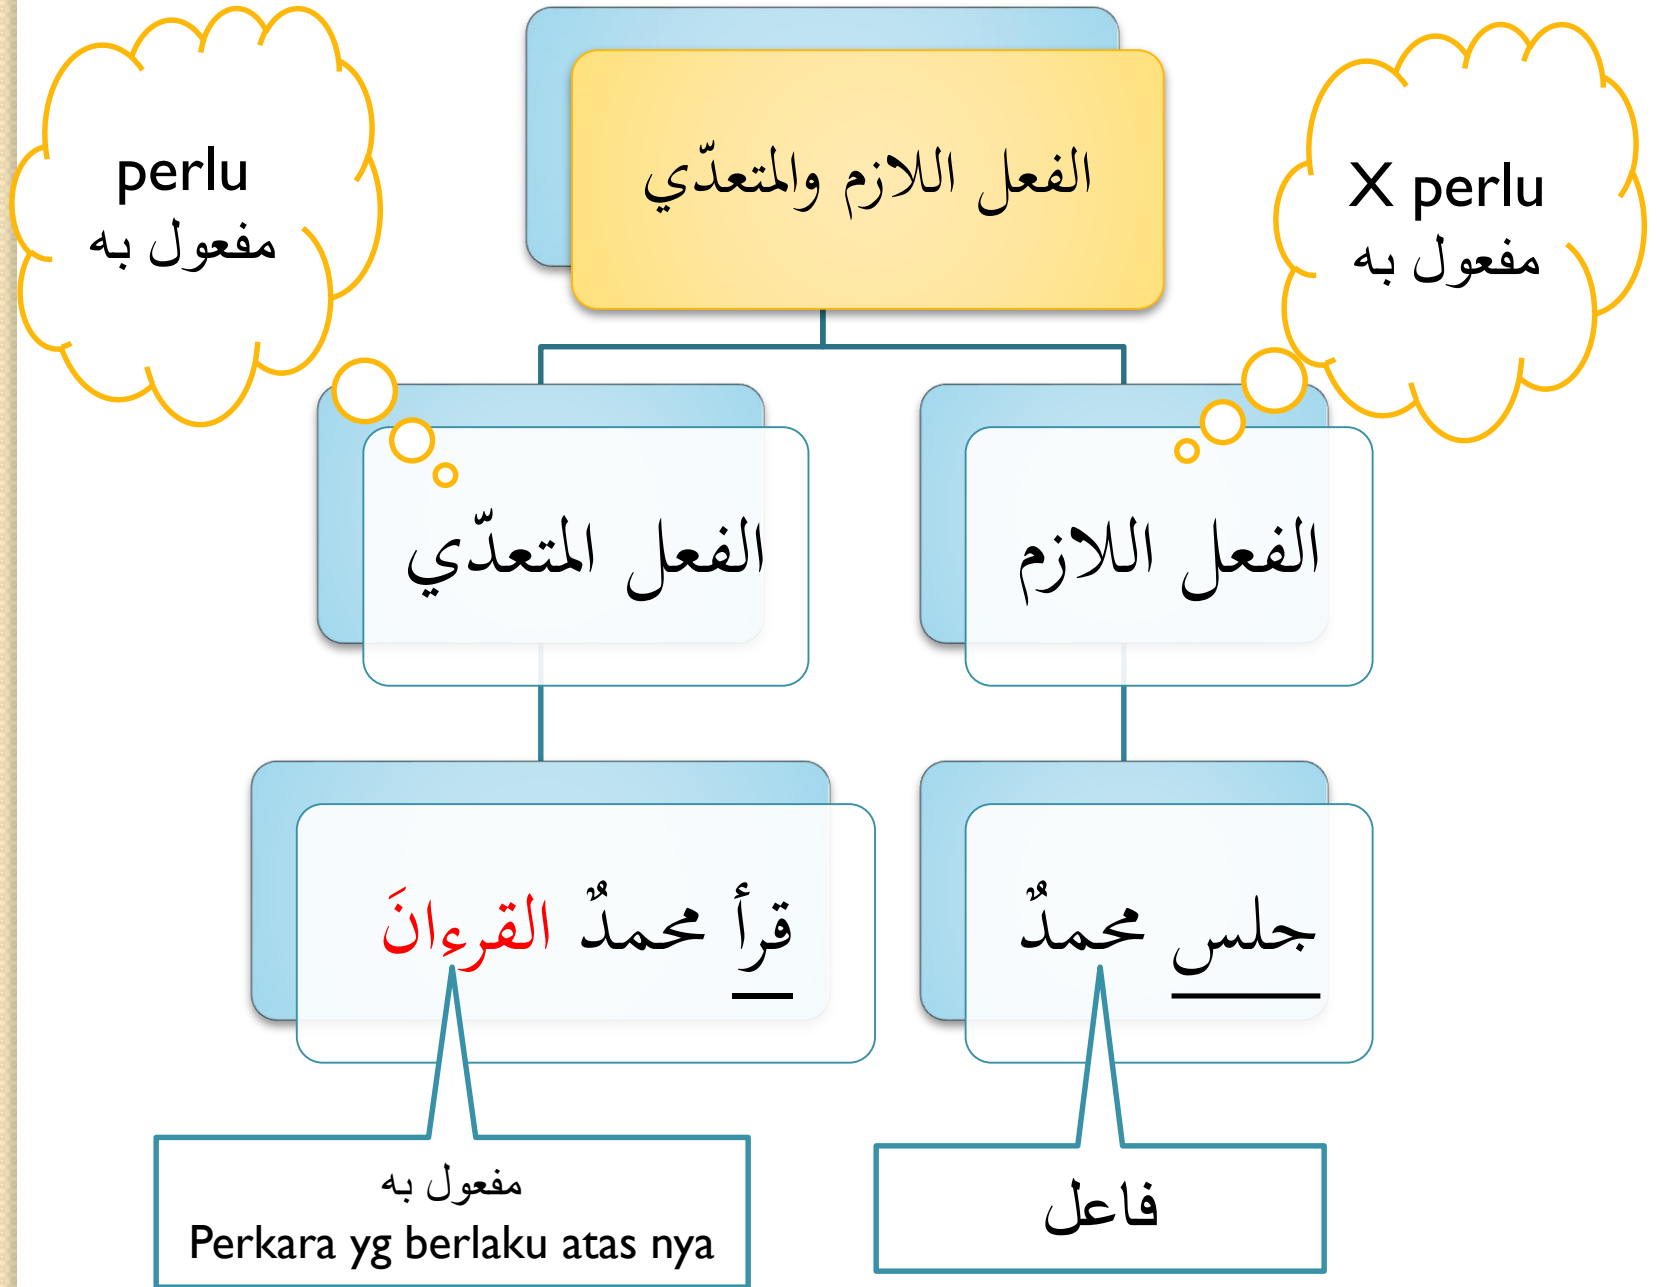 الفعل اللازم والمتعدّي
X perlu
مفعول به
perlu
مفعول به
الفعل اللازم
الفعل المتعدّي
جلس محمدٌ
قرأ محمدٌ القرءانَ
فاعل
مفعول به
Perkara yg berlaku atas nya